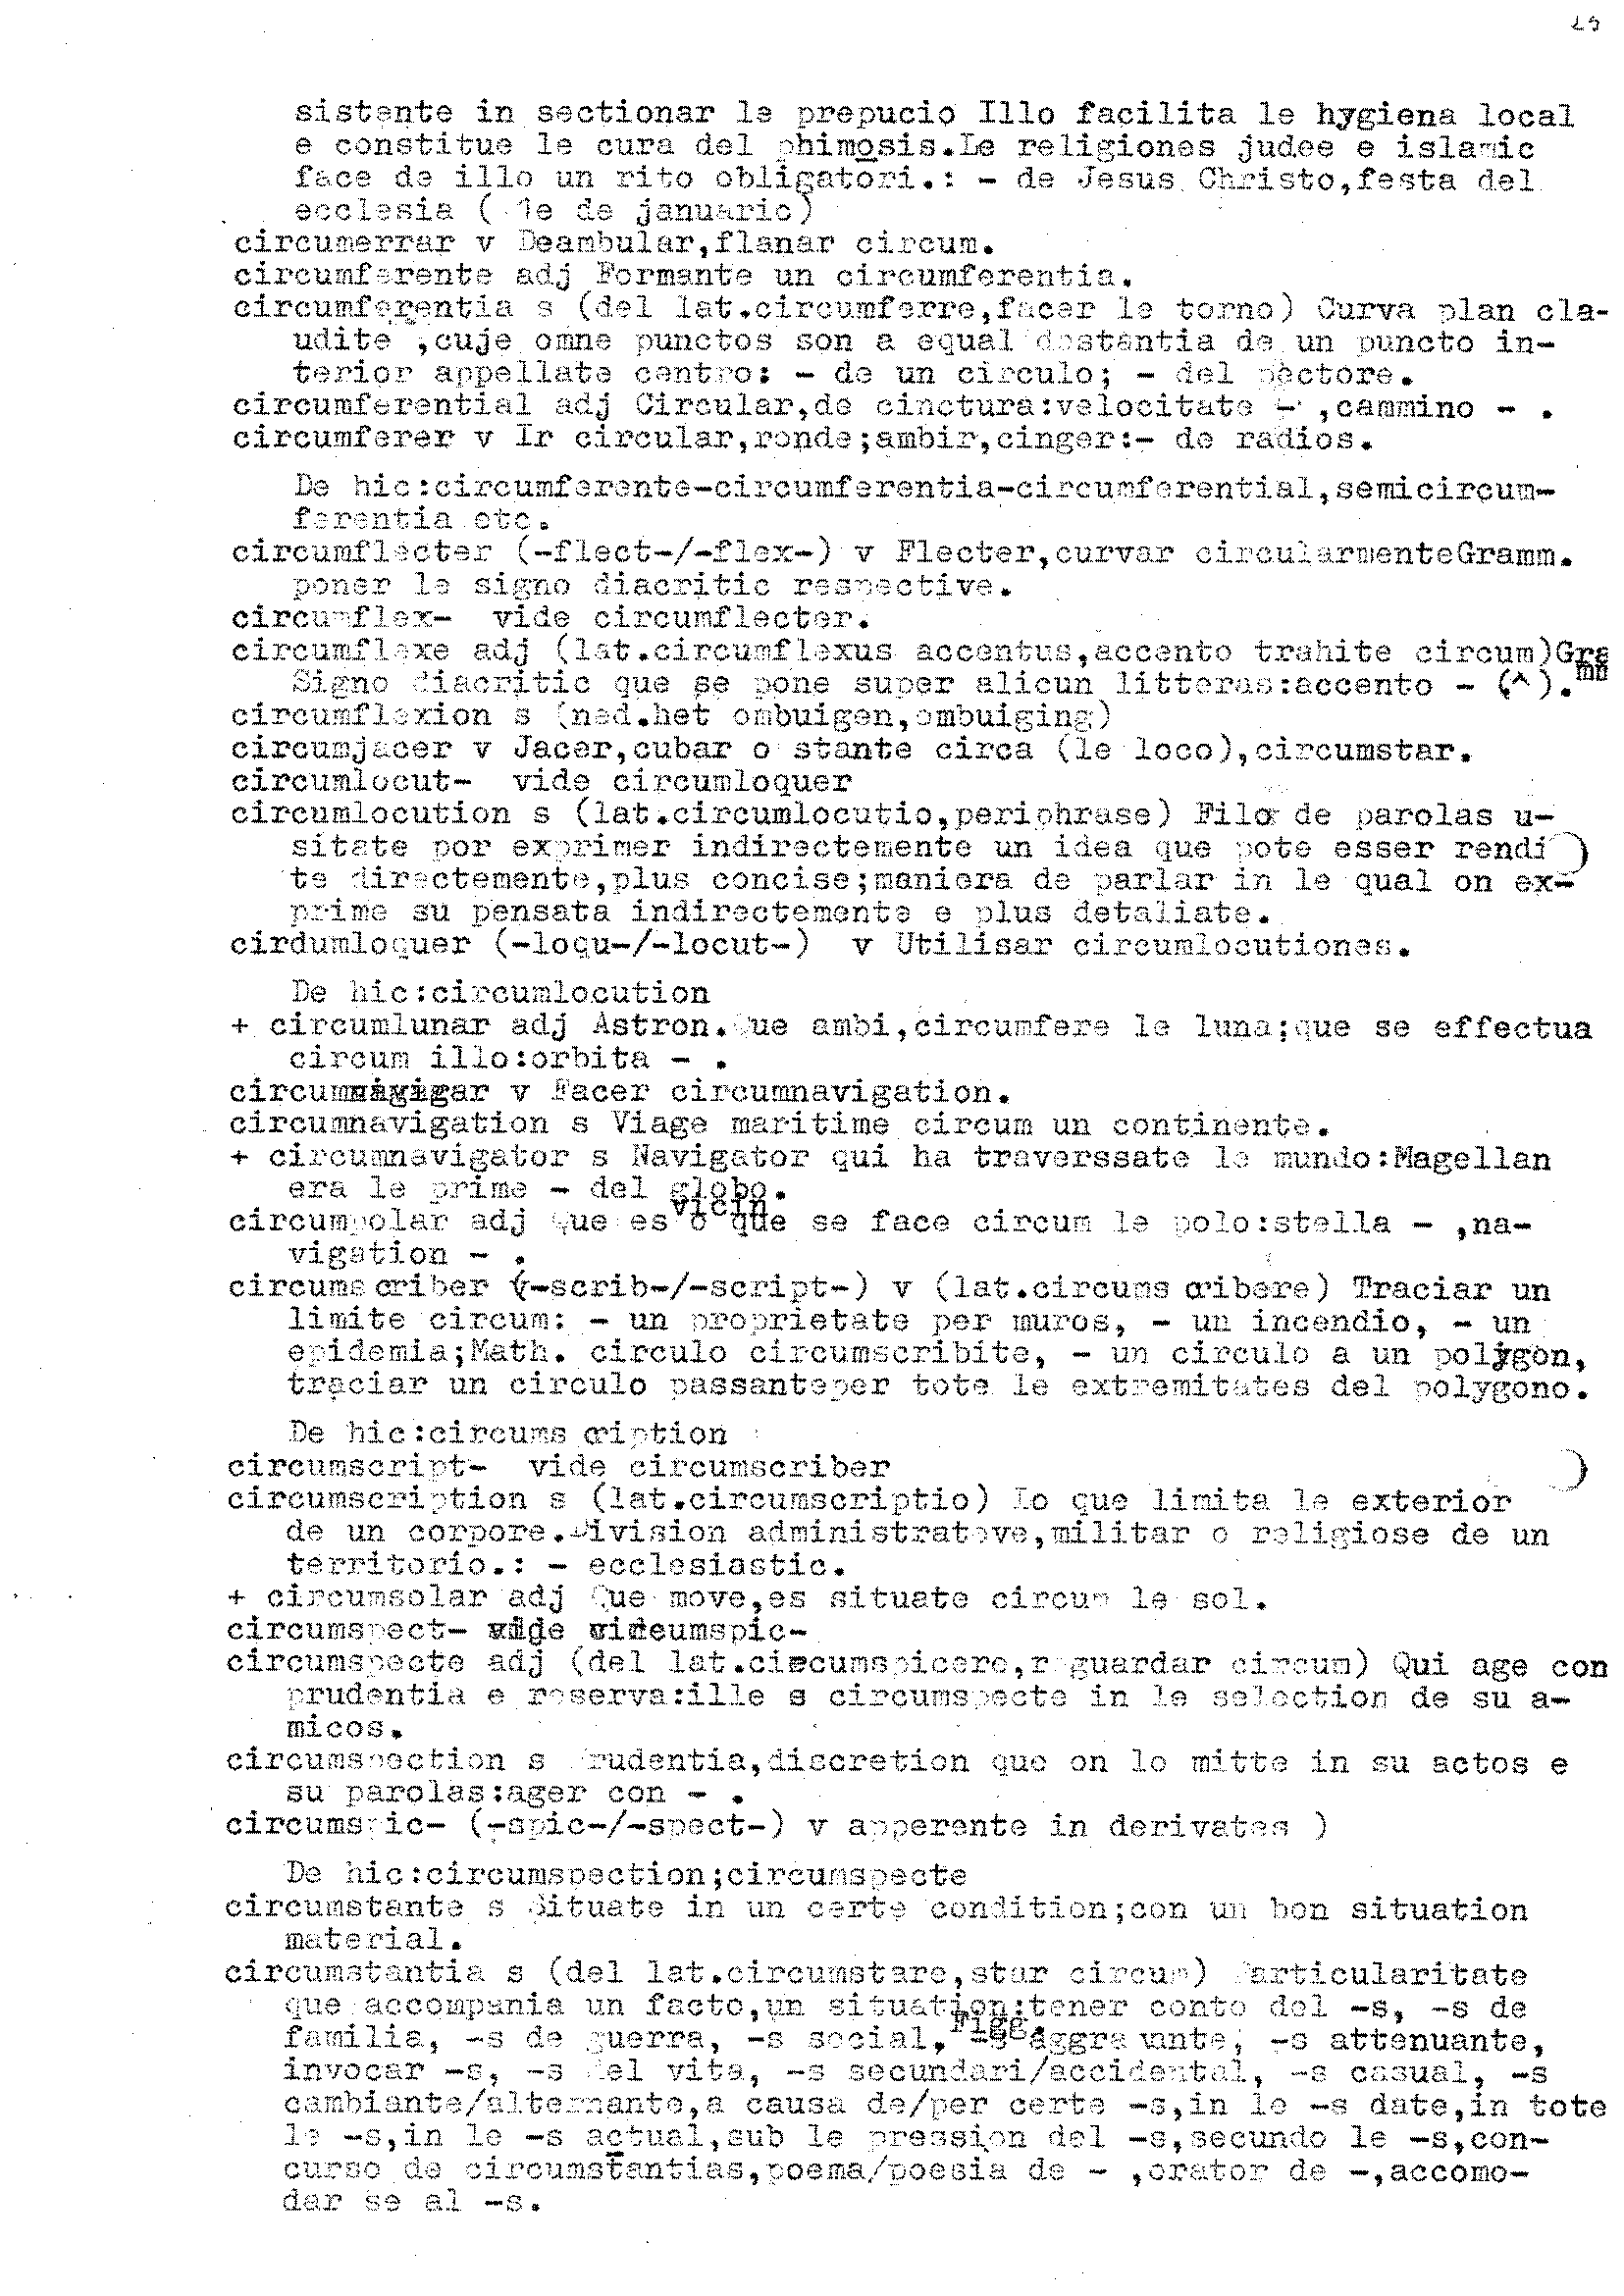 25
sistente in sectionar le prepucio Illo facilita le hygiena local
e constitue le cura del phimosis.Le religiones judee e islamic
face de illo un rito obligatori.: - de Jesus Christo,festa del
ecclesia ( 1e de januario)
circumerrar v Deambular,flanar circum.
circumferente adj Formante un circumferentia.
circumferentia s (del lat.circumferre,facer le torno) Curva plan cla-
udite ,cuje omne punctos son a equal distantia de un puncto in-
terior appellate centro: - de un circulo; - del pectore.
circumferential adj Circular,de cinctura:velocitate - ,cammino - .
circumferer v Ir circular,ronde;ambir,cinger:- de radios.
De hic:circumferente-circumferentia-circumferential,semicircum-
ferentia etc.
circumflecter (-flect-/-flex-) v Flecter,curvar circularmenteGramm.
poner le signo diacritic respective.
circumflex- vide circumflecter.
circumflexe adj (lat.circumflexus accentus,accento trahite circum)Gra
mm
Signo diacritic que se pone super alicun litteras:accento - (^).
circumflexion s (ned.het ombuigen,ombuiging)
circumjacer v Jacer,cubar o stante circa (le loco),circumstar.
circumlocut- vide circumloquer
circumlocution s (lat.circumlocutio,periphrase) Filo de parolas u-
sitate por exprimer indirectemente un idea que pote esser rendi
te directemente,plus concise;maniera de parlar in le qual on ex-
prime su pensata indirectemente e plus detaliate.
cirdumloquer (-loqu-/-locut-) v Utilisar circumlocutiones.
De hic:circumlocution
+ circumlunar adj Astron.Que ambi,circumfere le luna;que se effectua
circum illo:orbita - .
circumnavigar v Facer circumnavigation.
circumnavigation s Viage maritime circum un continente.
+ circumnavigator s Navigator qui ha traverssate le mundo:Magellan
era le prime - del globo.
vicin
circumpolar adj Que es o que se face circum le polo:stella - ,na-
vigation - .
circumscriber (-scrib-/-script-) v (lat.circumscribere) Traciar un
limite circum: - un proprietate per muros, - un incendio, - un
epidemia;Math. circulo circumscribite, - un circulo a un polygon,
traciar un circulo passanteper tote le extremitates del polygono.
De hic:circumscription
circumscript- vide circumscriber
circumscription s (lat.circumscriptio) Lo que limita le exterior
de un corpore.Division administratove,militar o religiose de un
territorio.: - ecclesiastic.
+ circumsolar adj Que move,es situate circum le sol.
circumspect- vide circumspic-
circumspecte adj (del lat.circumspicere,reguardar circum) Qui age con
prudentia e reserva:ille s circumspecte in le selection de su a-
micos.
circumspection s Prudentia,discretion que on lo mitte in su actos e
su parolas:ager con - .
circumspic- (-spic-/-spect-) v apperente in derivates )
De hic:circumspection;circumspecte
circumstante s Situate in un certe condition;con un bon situation
material.
circumstantia s (del lat.circumstare,star circum) Particularitate
que accompania un facto,un situation:tener conto del -s, -s de
familia, -s de guerra, -s social, -s aggravante, -s attenuante,
invocar -s, -s del vita, -s secundari/accidental, -s casual, -s
cambiante/alternante,a causa de/per certe -s,in le -s date,in tote
le -s,in le -s actual,sub le pression del -s,secundo le -s,con-
curso de circumstantias,poema/poesia de - ,orator de -,accomo-
dar se al -s.